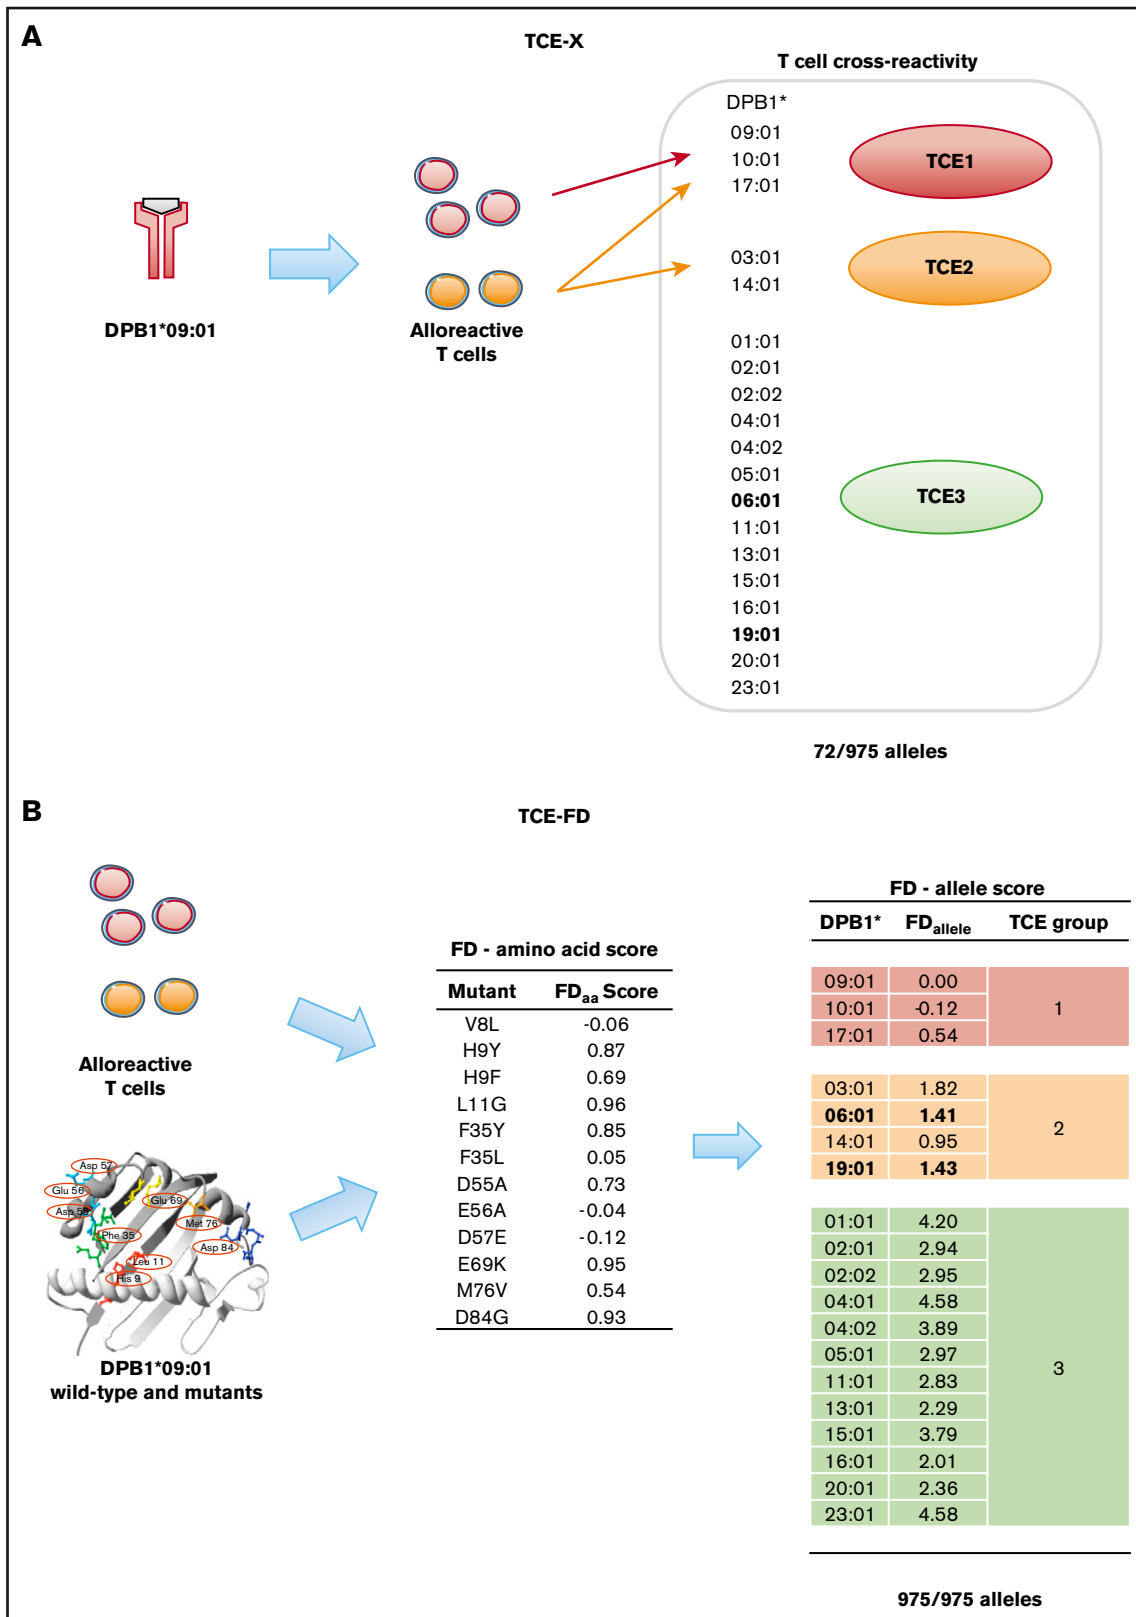 A
TCE-X
T cell cross-reactivity
DPB1*
09:01
10:01
17:01
TCE1
03:01
14:01
TCE2
01:01
02:01
02:02
04:01
04:02
05:01
06:01
11:01
13:01
15:01
16:01
19:01
20:01
23:01
TCE3
DPB1*09:01
Alloreactive
T cells
72/975 alleles
B
TCE-FD
Alloreactive
T cells
Asp 57
Glu 56
Asp 55
Phe 35
Glu 69
Met 76
Asp 84
Leu 11
His 9
DPB1*09:01
wild-type and mutants
FD - amino acid score
Mutant FDaa Score
V8L -0.06
H9Y 0.87
H9F 0.69
L11G 0.96
F35Y 0.85
F35L 0.05
D55A 0.73
E56A -0.04
D57E -0.12
E69K 0.95
M76V 0.54
D84G 0.93
FD - allele score
DPB1* FDallele TCE group
09:01 0.00
10:01 -0.12 1
17:01 0.54
03:01 1.82
06:01 1.41 2
14:01 0.95
19:01 1.43
01:01 4.20
02:01 2.94
02:02 2.95
04:01 4.58
04:02 3.89
05:01 2.97 3
11:01 2.83
13:01 2.29
15:01 3.79
16:01 2.01
20:01 2.36
23:01 4.58
975/975 alleles